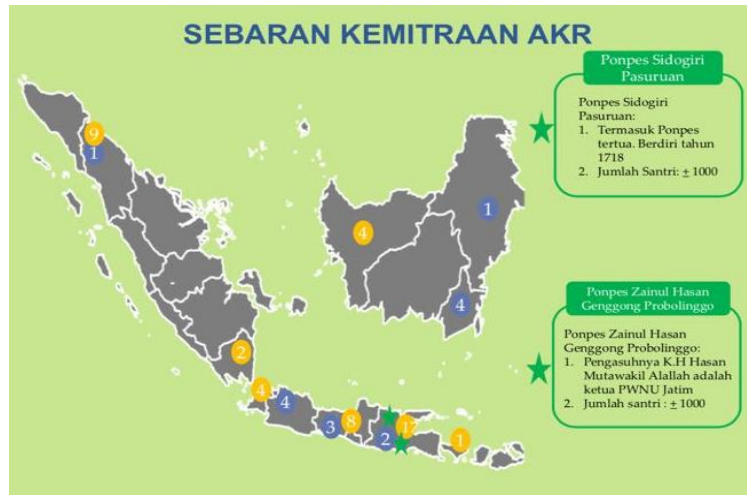 SEBARAN KEMITRAAN AKR
Ponpes Sidogiri
Pasuruan
Ponpes Sidogiri
Pasuruan:
1. Termasuk Ponpes
tertua. Berdiri tahun
1718
2. Jumlah Santri: ± 1000
9
1
1
4
4
2
4
4
3
8
2
17
1
Ponpes Zainul Hasan
Genggong Probolinggo
Ponpes Zainul Hasan
Genggong Probolinggo:
1. Pengasuhnya K.H Hasan
Mutawakil Alallah adalah
ketua PWNU Jatim
2. Jumlah santri : ± 1000